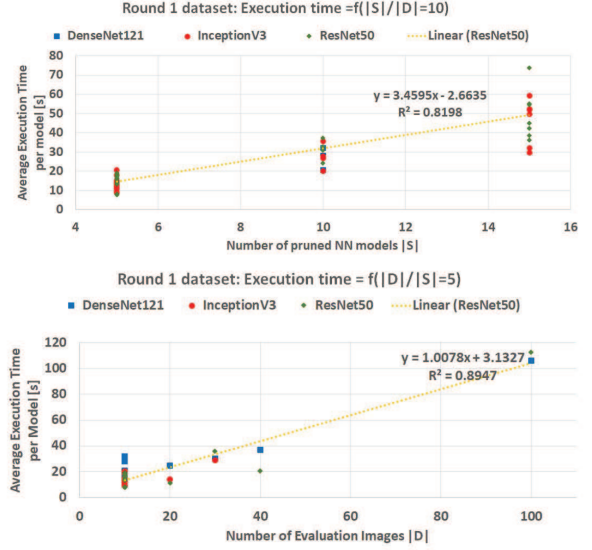 Round 1 dataset: Execution time =f(|S|/|D|=10)
DenseNet121 InceptionV3 ResNet50 Linear (ResNet50)
Average Execution Time
per model [s]
80
70
60
50
40
30
20
10
0
y = 3.4595x - 2.6635
R² = 0.8198
4 6 8 10 12 14 16
Number of pruned NN models |S|
Round 1 dataset: Execution time = f(|D|/|S|=5)
DenseNet121 InceptionV3 ResNet50 Linear (ResNet50)
Average Execution Time
per Model [s]
120
100
80
60
40
20
0
y = 1.0078x + 3.1327
R² = 0.8947
0 20 40 60 80 100
Number of Evaluation Images |D|